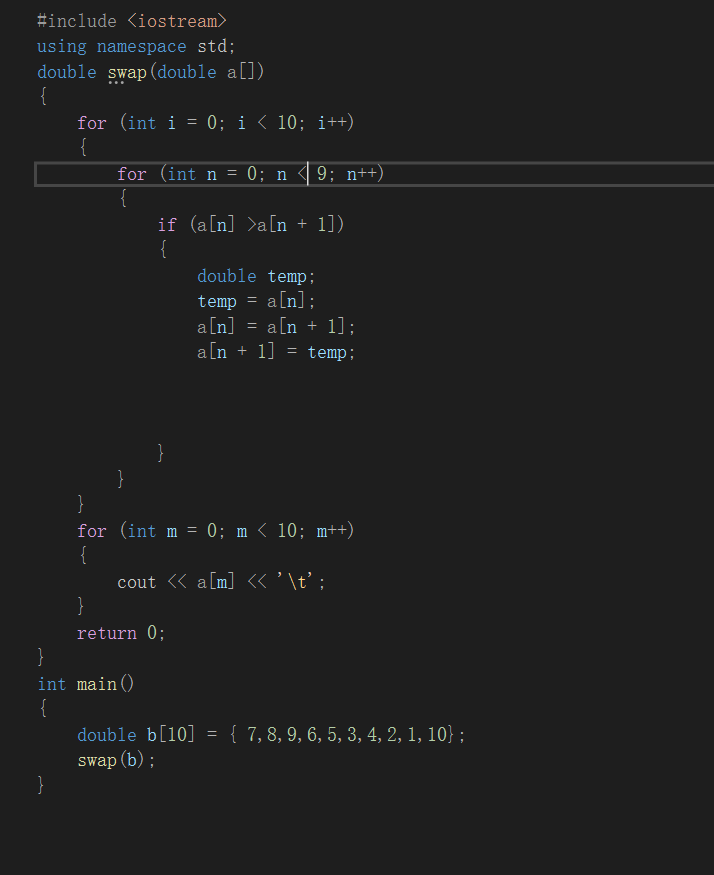 #include <iostream>
using namespace std;
double swap(double a[])
{
    for (int i = 0; i < 10; i++)
    {
        for (int n = 0; n < 9; n++)
        {
            if (a[n] >a[n + 1])
            {
                double temp;
                temp = a[n];
                a[n] = a[n + 1];
                a[n + 1] = temp;
            }
        }
    }
    for (int m = 0; m < 10; m++)
    {
        cout << a[m] << '\t';
    }
    return 0;
}
int main()
{
    double b[10] = { 7,8,9,6,5,3,4,2,1,10};
    swap(b);
}